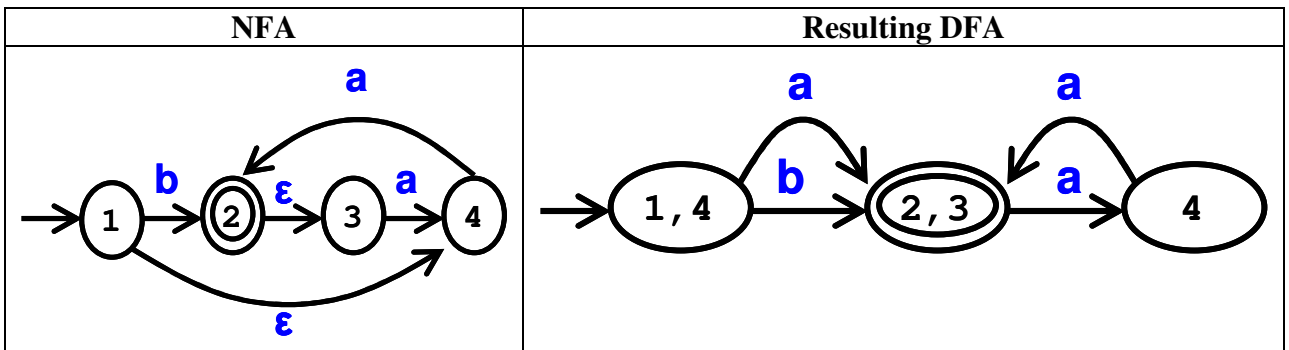 NFA Resulting DFA
a a a
b ε a b a
1 2 3 4 1,4 2,3 4
ε